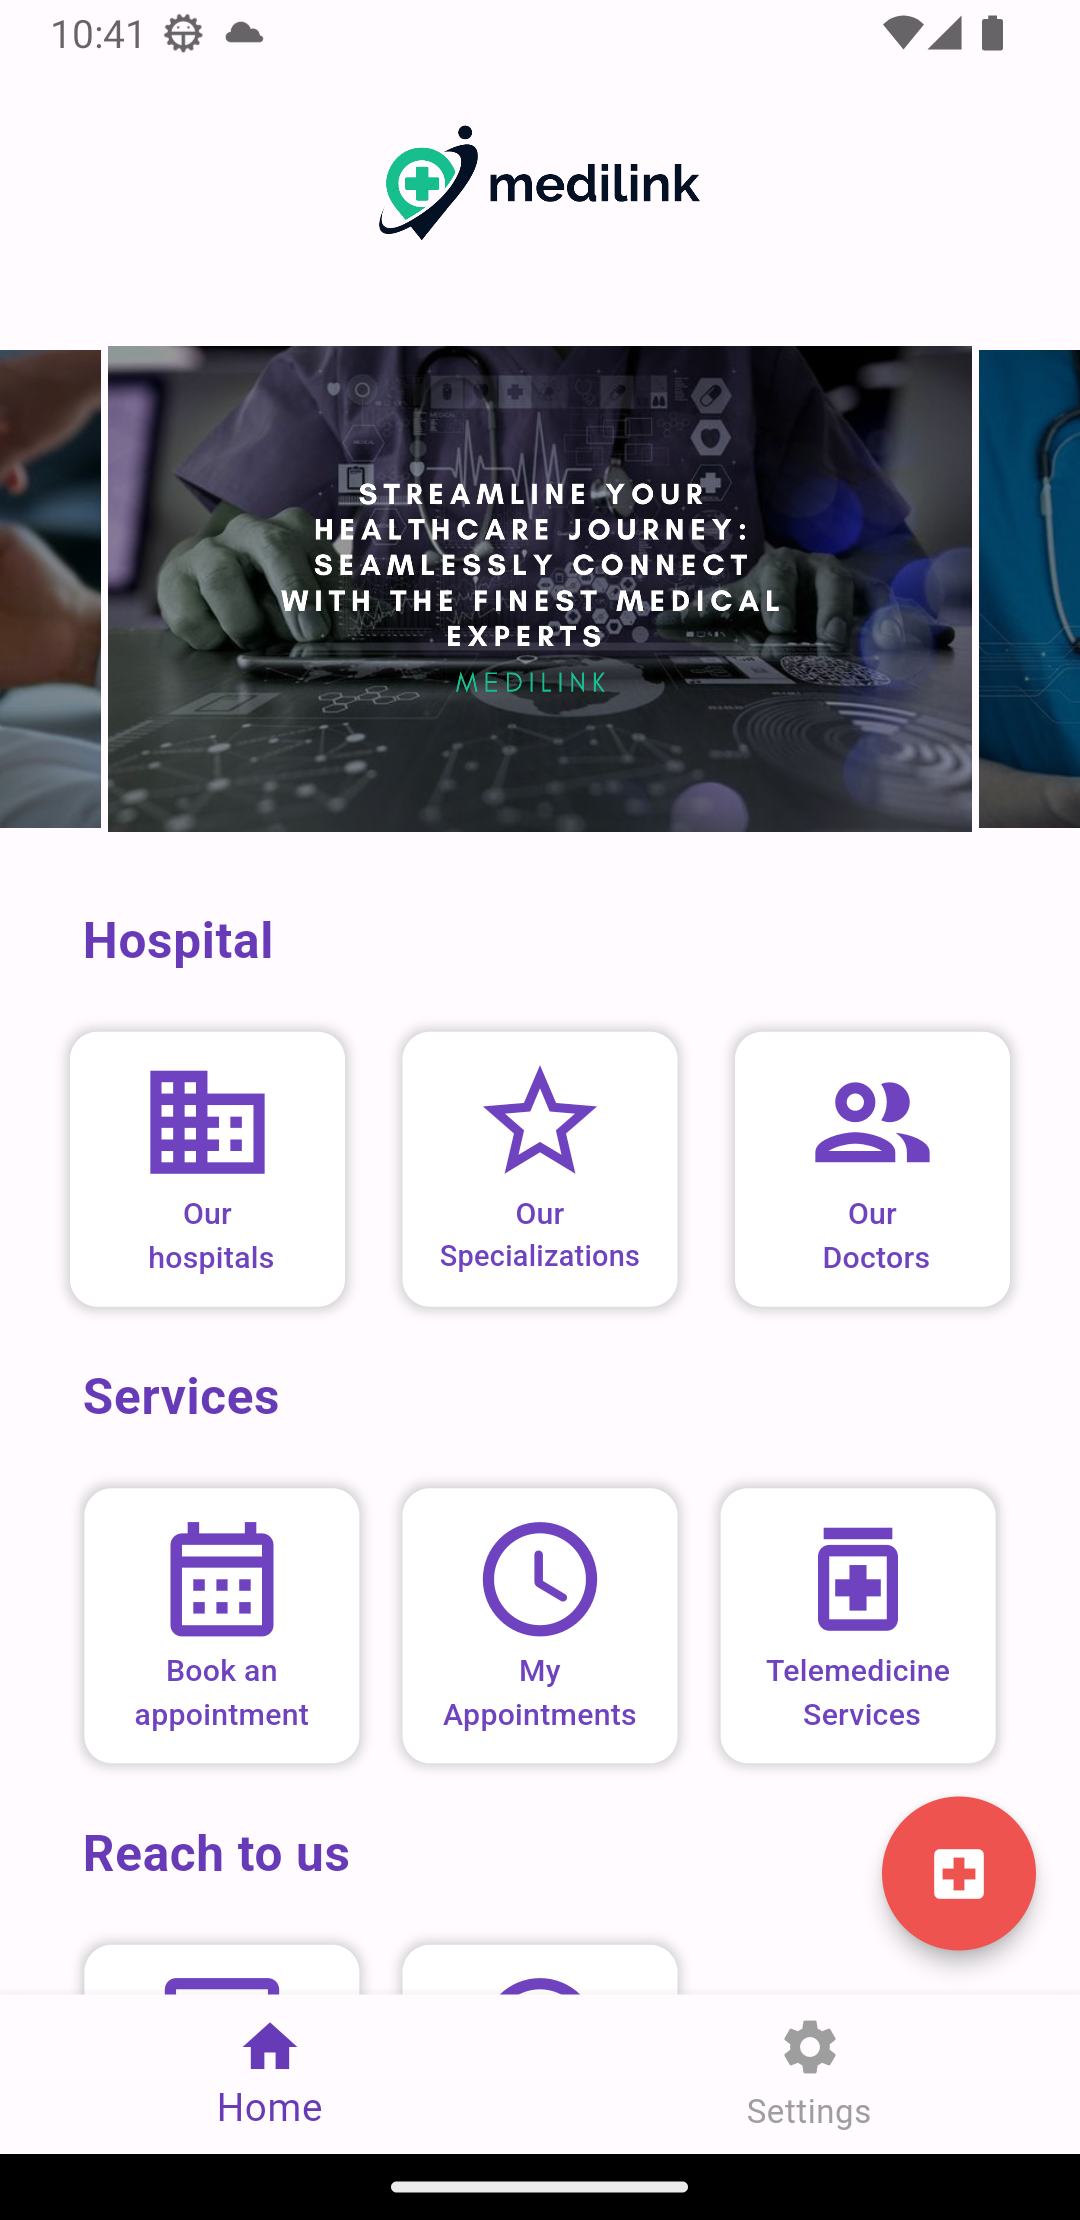 10:41
medilink
STREAMLINE YOUR
HEALTHCARE JOURNEY:
SEAMLESSLY CONNECT
WITH THE FINEST MEDICAL
EXPERTS
MEDILINK
Hospital
Our
hospitals
Our
Specializations
Our
Doctors
Services
Book an
appointment
My
Appointments
Telemedicine
Services
Reach to us
Home
Settings